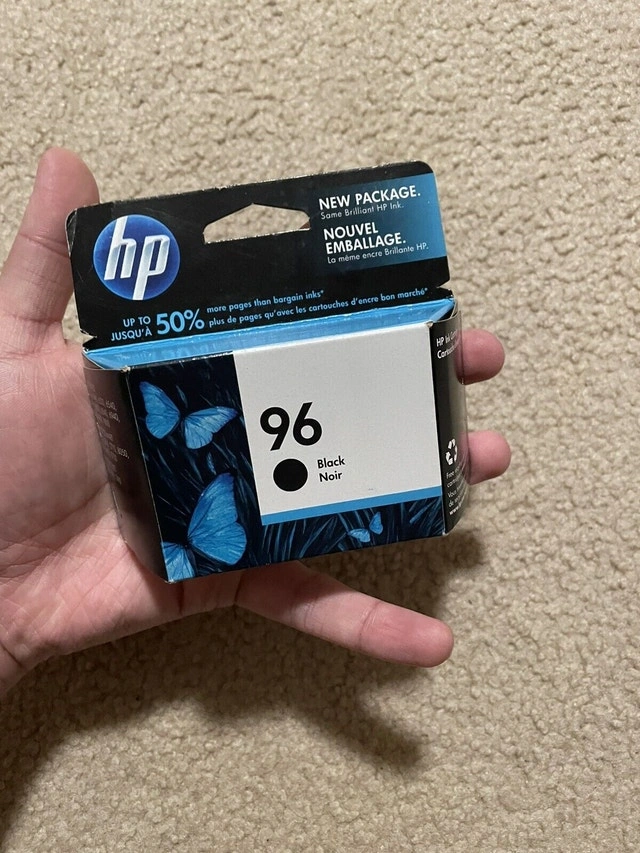 hp
NEW PACKAGE.
Same Brilliant HP Ink.
NOUVEL
EMBALLAGE.
La même encre Brillante HP.
UP TO
JUSQU'À
50%
more pages than bargain inks*
plus de pages qu'avec les cartouches d'encre bon marché*
96
Black
Noir
HP